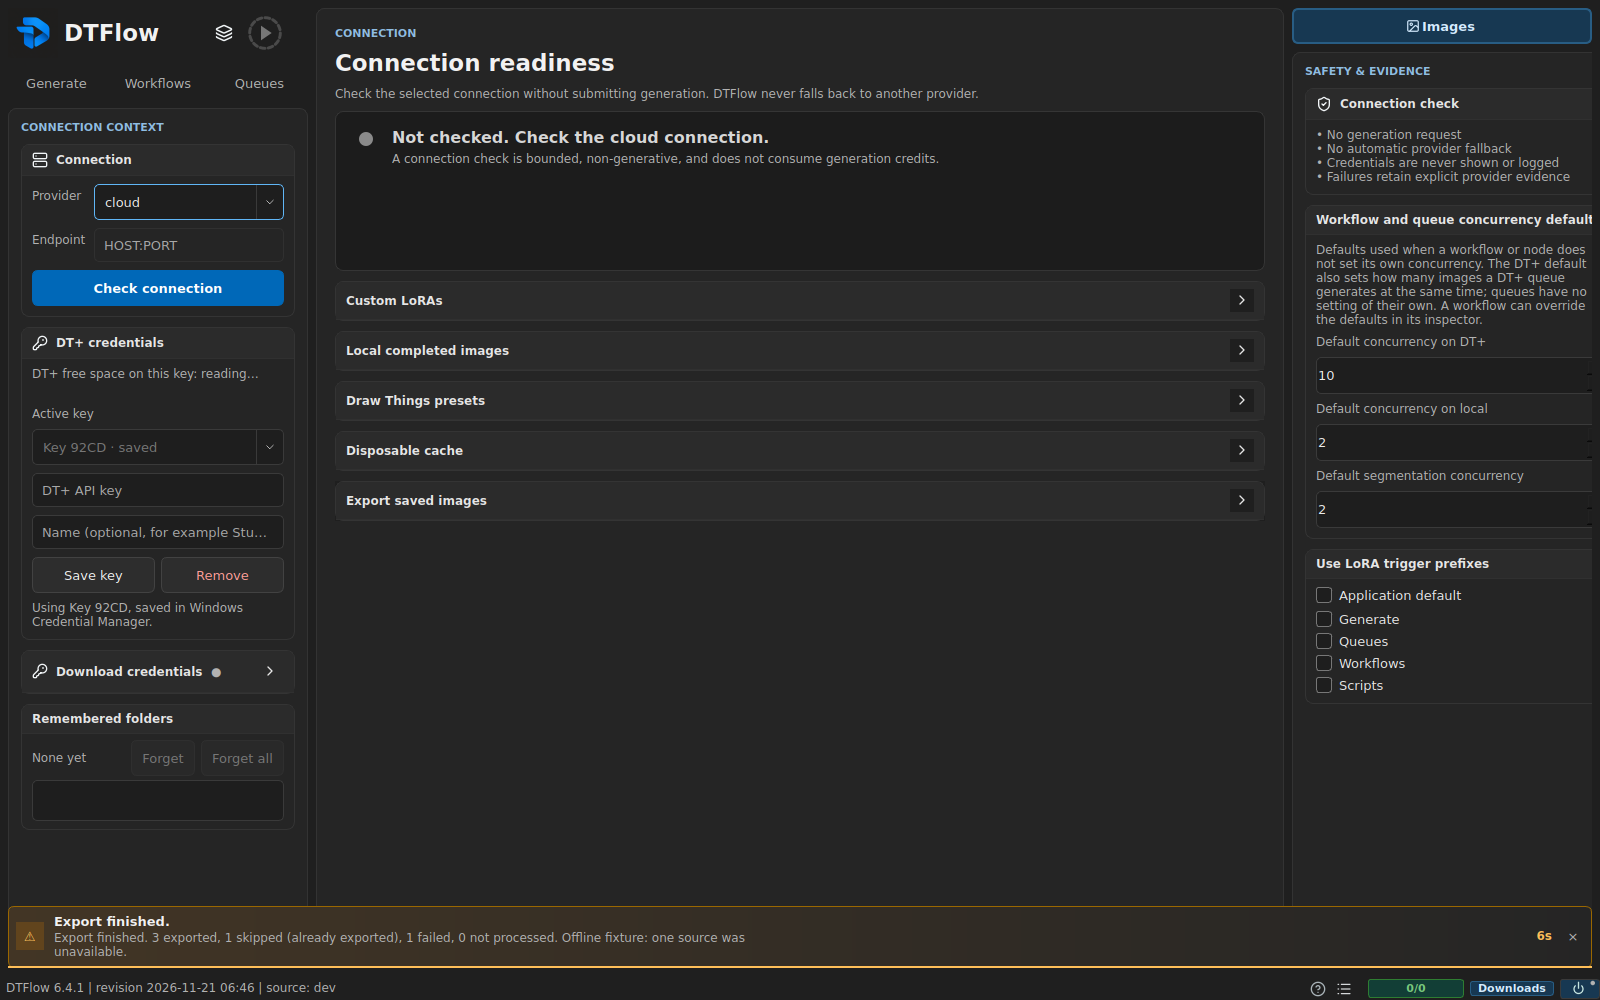 DTFlow
Generate
Workflows
Queues
CONNECTION CONTEXT
Connection
Provider
cloud
Endpoint
HOST:PORT
Check connection
DT+ credentials
DT+ free space on this key: reading...
Active key
Key 92CD · saved
DT+ API key
Name (optional, for example Stu...
Save key
Remove
Using Key 92CD, saved in Windows
Credential Manager.
Download credentials
Remembered folders
None yet
Forget
Forget all
CONNECTION
Connection readiness
Check the selected connection without submitting generation. DTFlow never falls back to another provider.
Not checked. Check the cloud connection.
A connection check is bounded, non-generative, and does not consume generation credits.
Custom LoRAs
Local completed images
Draw Things presets
Disposable cache
Export saved images
Images
SAFETY & EVIDENCE
Connection check
• No generation request
• No automatic provider fallback
• Credentials are never shown or logged
• Failures retain explicit provider evidence
Workflow and queue concurrency default
Defaults used when a workflow or node does
not set its own concurrency. The DT+ default
also sets how many images a DT+ queue
generates at the same time; queues have no
setting of their own. A workflow can override
the defaults in its inspector.
Default concurrency on DT+
10
Default concurrency on local
2
Default segmentation concurrency
2
Use LoRA trigger prefixes
Application default
Generate
Queues
Workflows
Scripts
Export finished.
Export finished. 3 exported, 1 skipped (already exported), 1 failed, 0 not processed. Offline fixture: one source was
unavailable.
6s
DTFlow 6.4.1 | revision 2026-11-21 06:46 | source: dev
0/0
Downloads